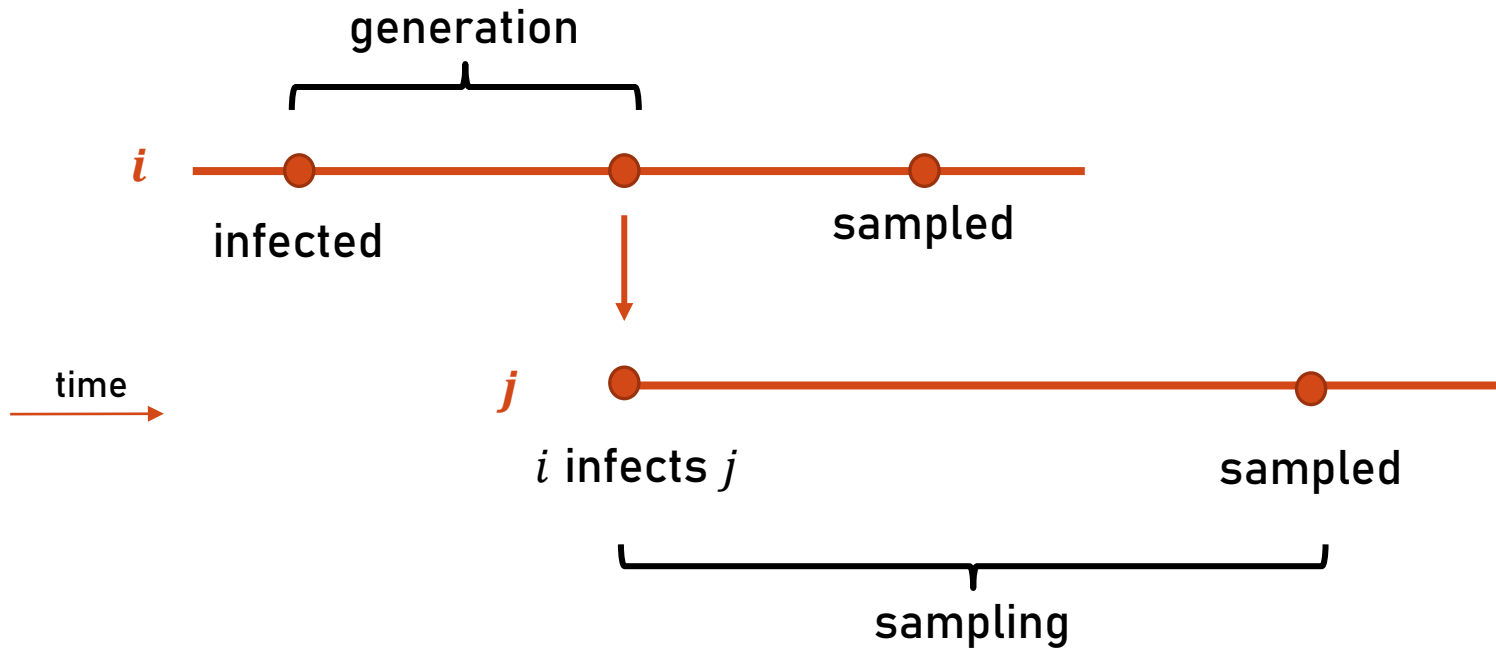 generation
i
infected
sampled
time
j
i infects j
sampled
sampling